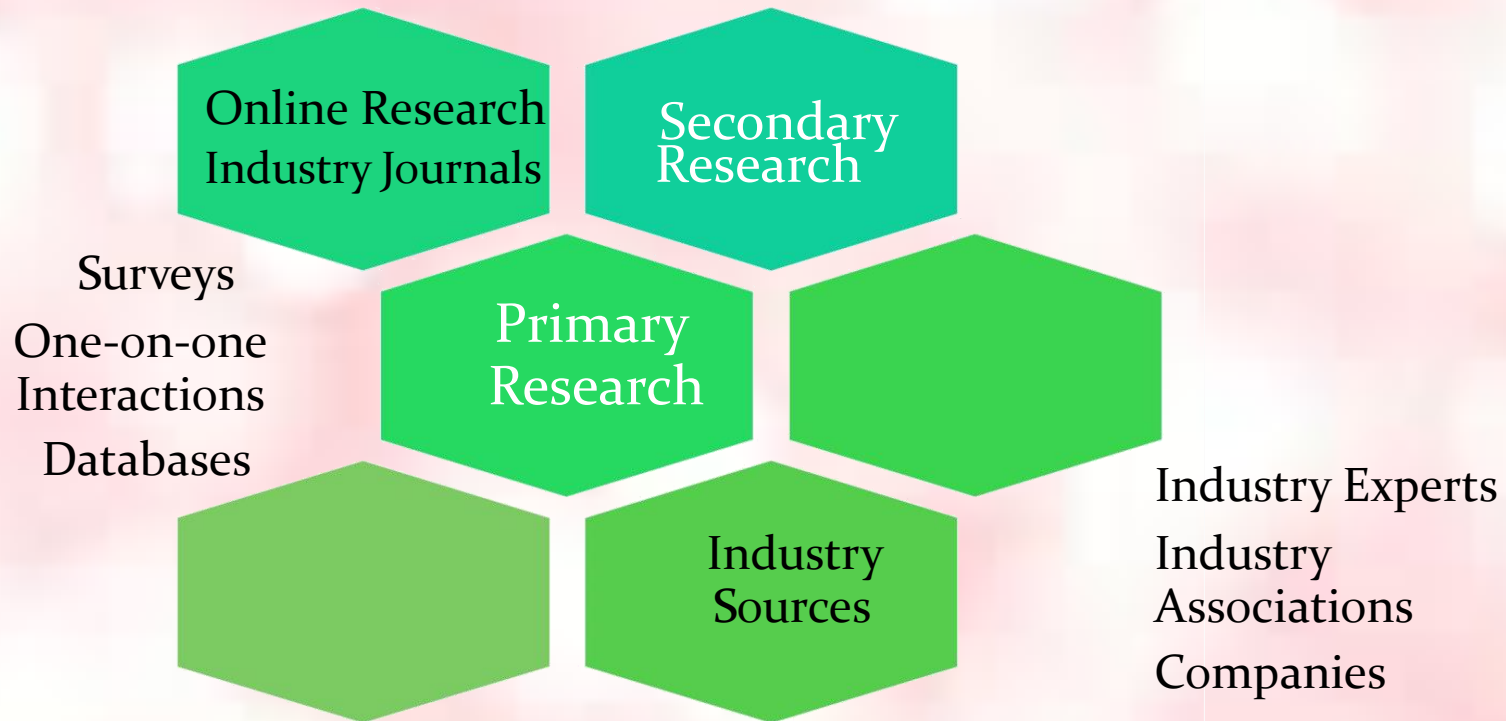 Online Research
Industry Journals
Secondary
Research
Surveys
One-on-one
Interactions
Databases
Primary
Research
Industry
Sources
Industry Experts
Industry
Associations
Companies